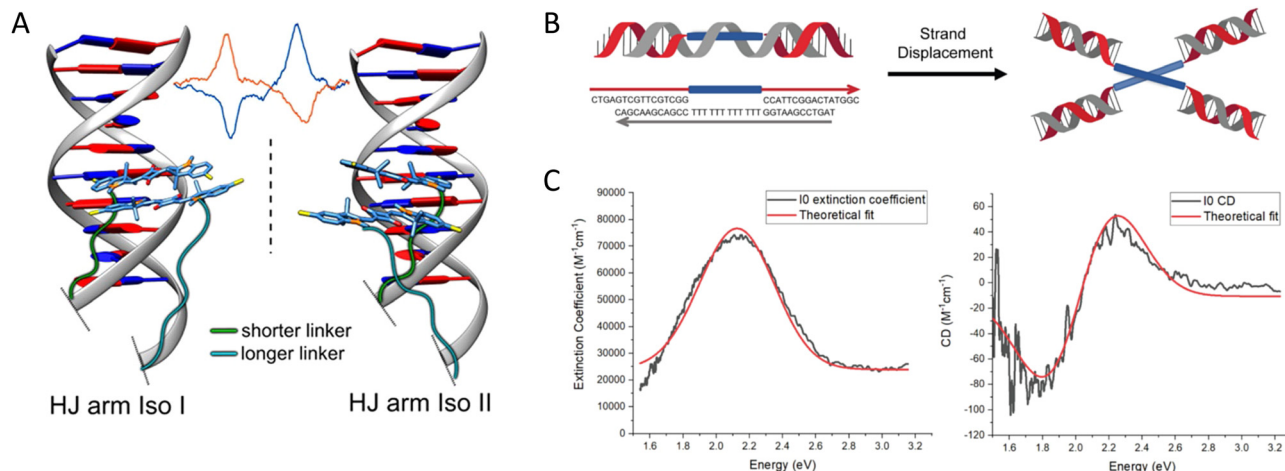 A
shorter linker
longer linker
HJ arm Iso I
HJ arm Iso II
B
Strand
Displacement
CTGAGTCGTTCGTCGG
CCATTCGGACTATGGC
CAGCAAGCAGCC TTT TTT TTT TTT GGTAAGCCTGAT
C
Extinction Coefficient (M⁻¹cm⁻¹)
90000
80000
70000
60000
50000
40000
30000
20000
10000
0
I0 extinction coefficient
Theoretical fit
1.6 1.8 2.0 2.2 2.4 2.6 2.8 3.0 3.2
Energy (eV)
CD (M⁻¹cm⁻¹)
60
40
20
0
-20
-40
-60
-80
-100
-120
I0 CD
Theoretical fit
1.6 1.8 2.0 2.2 2.4 2.6 2.8 3.0 3.2
Energy (eV)